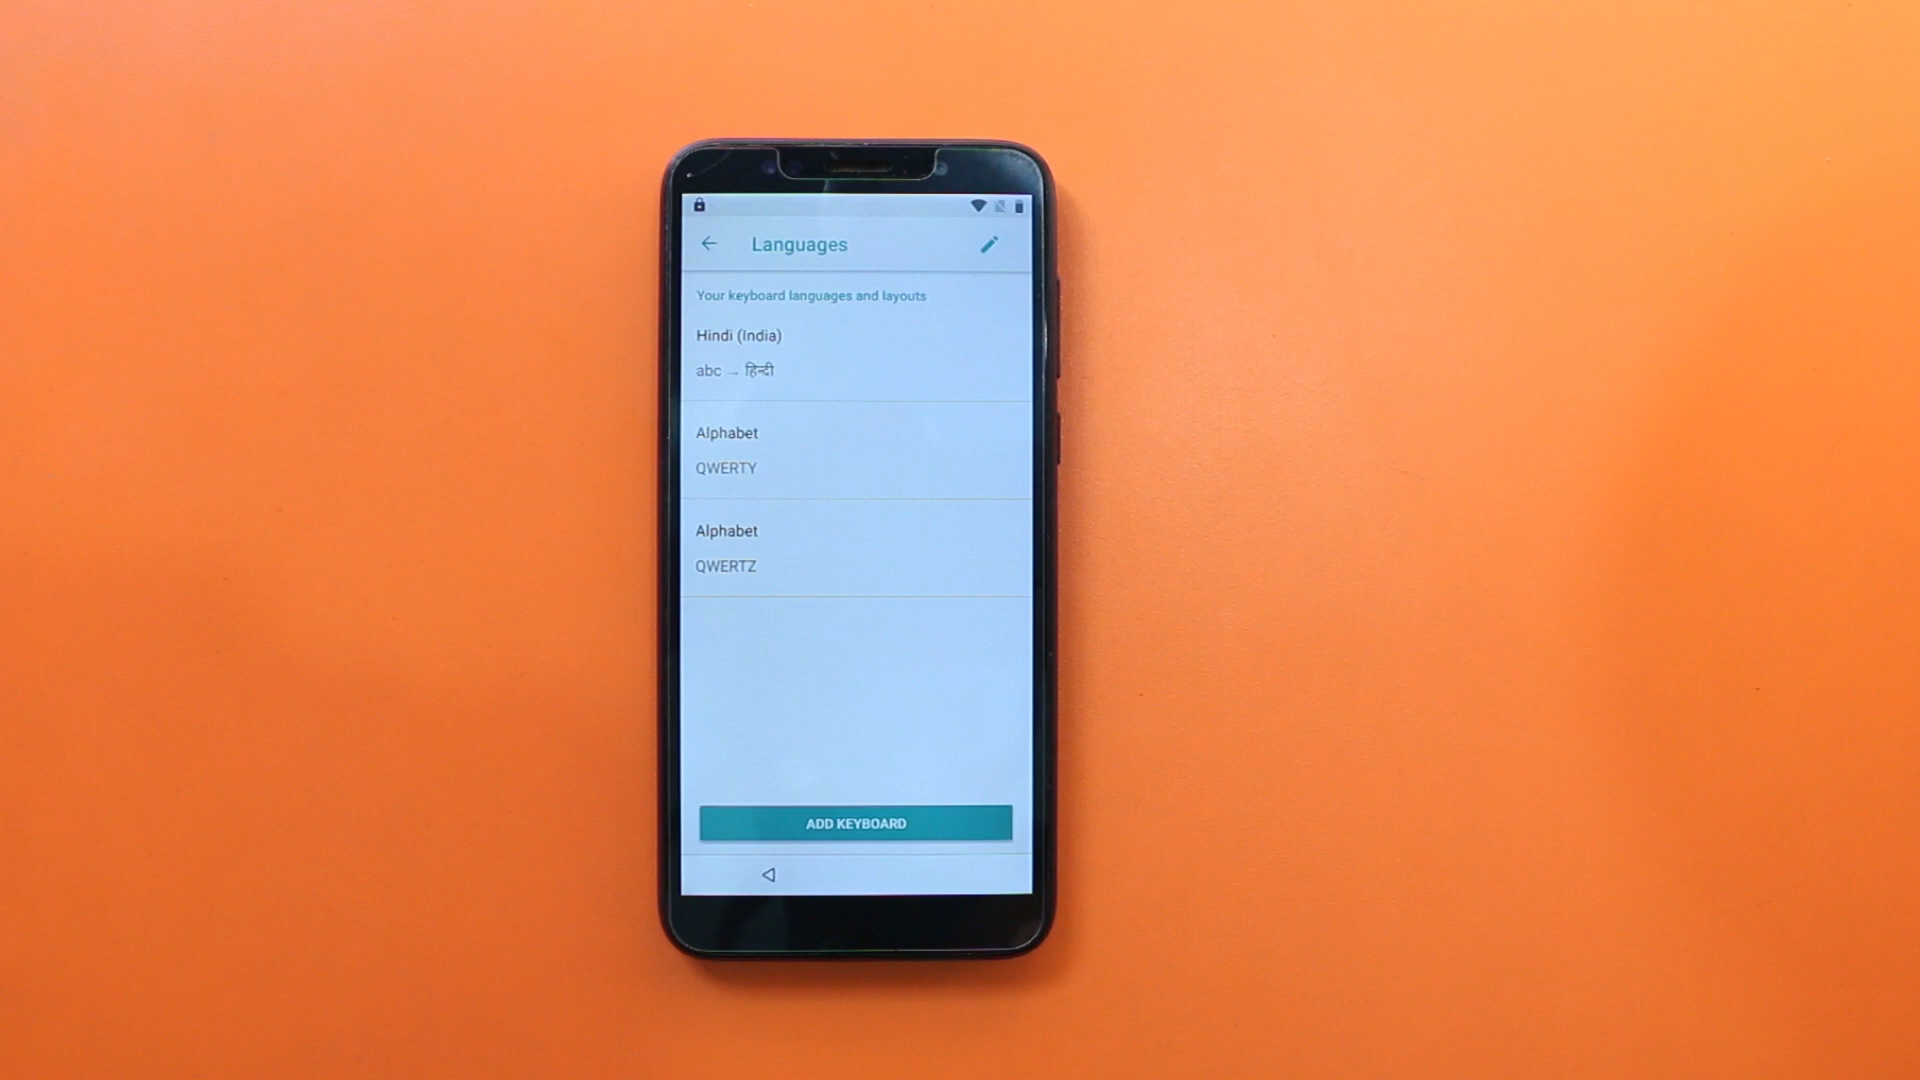 Languages
Your keyboard languages and layouts
Hindi (India)
abc → हिन्दी
Alphabet
QWERTY
Alphabet
QWERTZ
ADD KEYBOARD